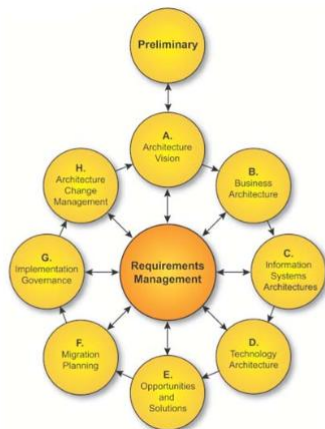 Preliminary
A.
Architecture
Vision
B.
Business
Architecture
C.
Information
Systems
Architectures
D.
Technology
Architecture
E.
Opportunities
and
Solutions
F.
Migration
Planning
G.
Implementation
Governance
H.
Architecture
Change
Management
Requirements
Management